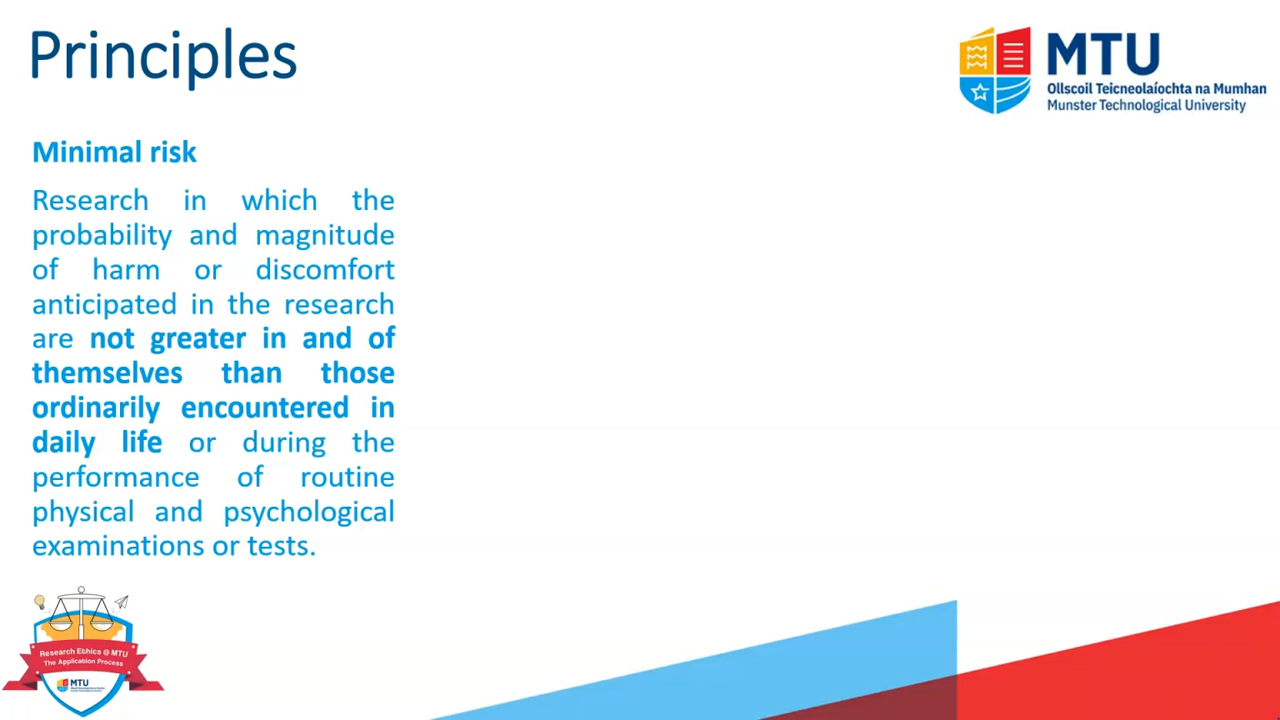 Principles
MTU
Ollscoil Teicneolaíochta na Mumhan
Munster Technological University
Minimal risk
Research in which the
probability and magnitude
of harm or discomfort
anticipated in the research
are not greater in and of
themselves than those
ordinarily encountered in
daily life or during the
performance of routine
physical and psychological
examinations or tests.
Research Ethics @ MTU
The Application Process
MTU